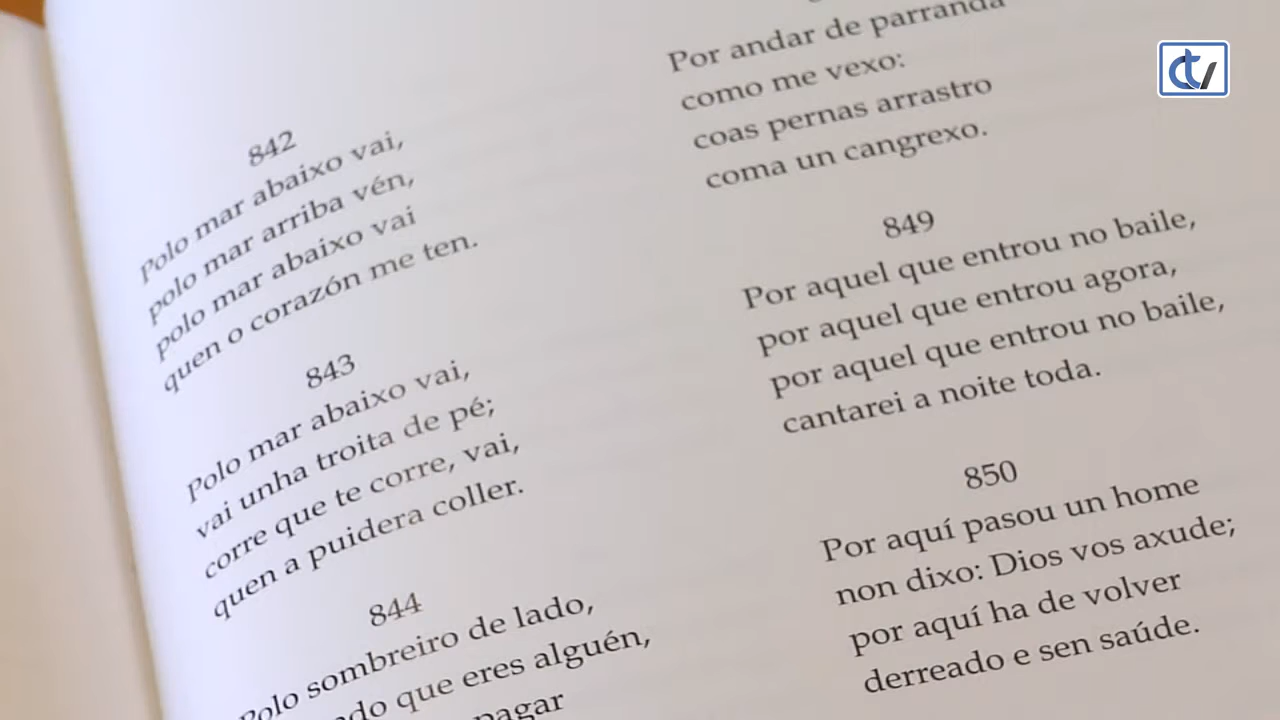 842
Polo mar abaixo vai,
polo mar arriba vén,
polo mar abaixo vai
quen o corazón me ten.
843
Polo mar abaixo vai,
vai unha troita de pé;
corre que te corre, vai,
quen a puidera coller.
844
Polo sombreiro de lado,
que eres alguén,
pagar
Por andar de parranda
como me vexo:
coas pernas arrastro
coma un cangrexo.
849
Por aquel que entrou no baile,
por aquel que entrou agora,
por aquel que entrou no baile,
cantarei a noite toda.
850
Por aquí pasou un home
non dixo: Dios vos axude;
por aquí ha de volver
derreado e sen saúde.
ctv